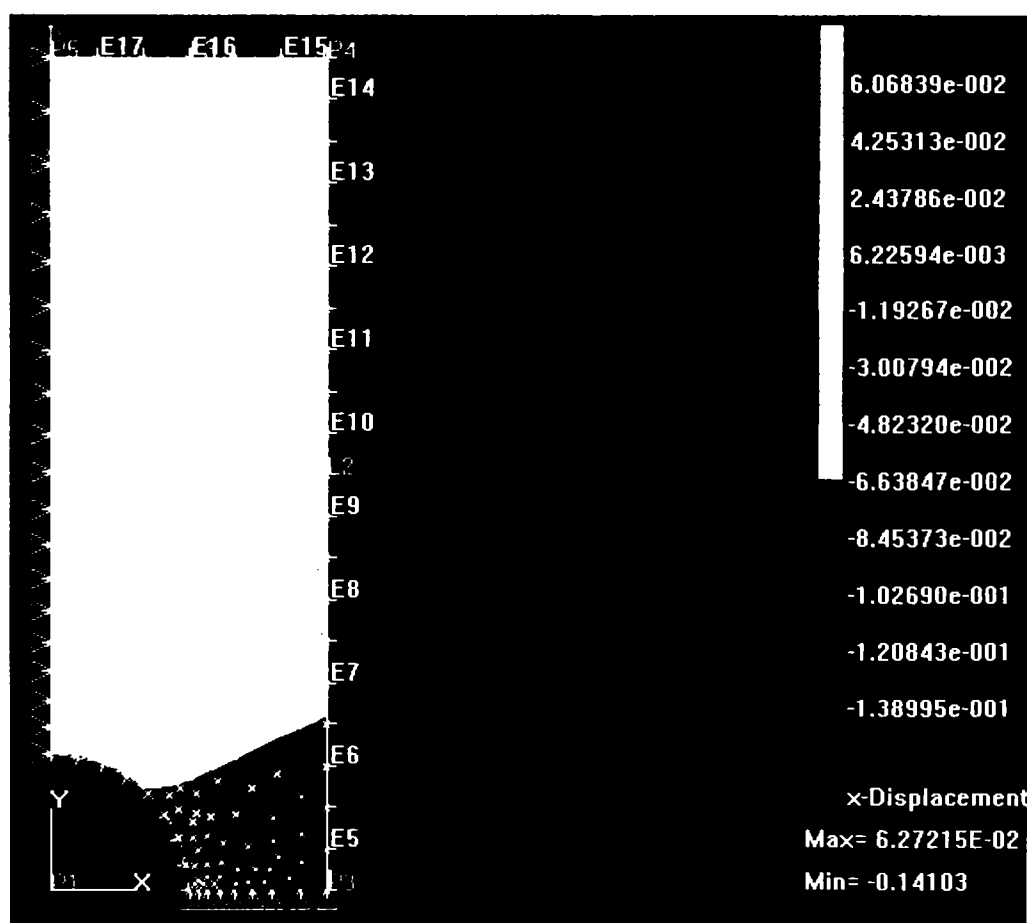 E17 E16 E15 P4
E14
E13
E12
E11
E10
L2
E9
E8
E7
E6
E5
Y
X
P3
6.06839e-002
4.25313e-002
2.43786e-002
6.22594e-003
-1.19267e-002
-3.00794e-002
-4.82320e-002
-6.63847e-002
-8.45373e-002
-1.02690e-001
-1.20843e-001
-1.38995e-001
x-Displacement
Max= 6.27215E-02
Min= -0.14103